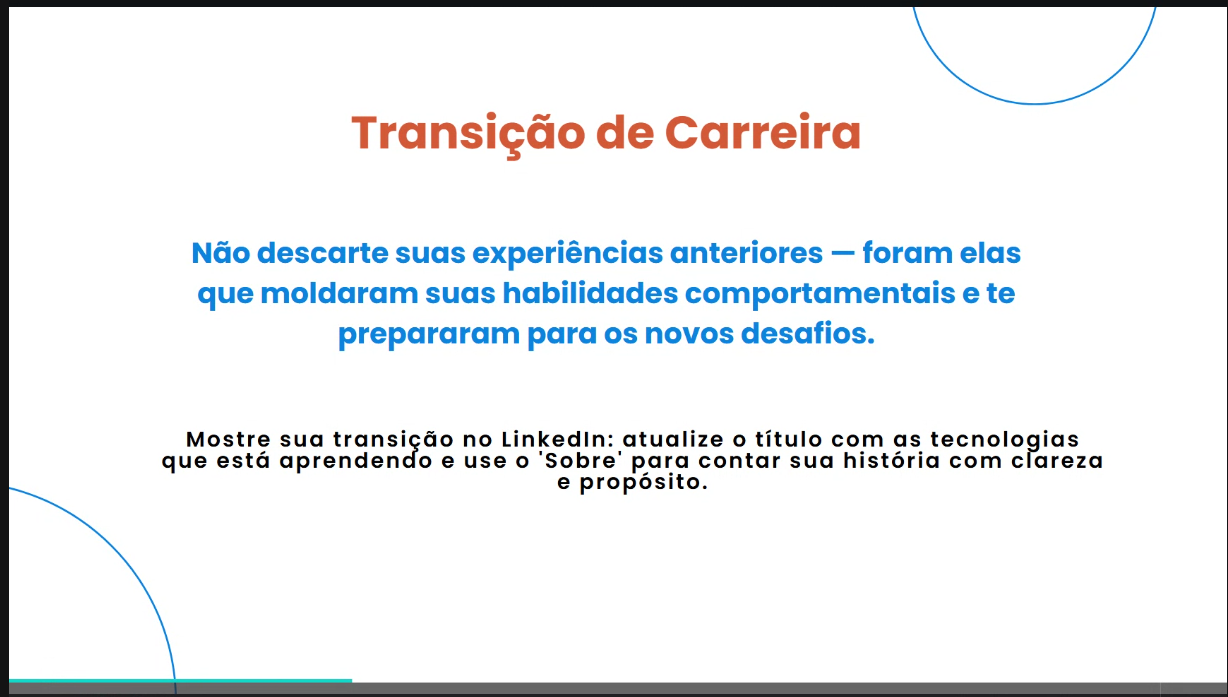 Transição de Carreira
Não descarte suas experiências anteriores — foram elas
que moldaram suas habilidades comportamentais e te
prepararam para os novos desafios.
Mostre sua transição no LinkedIn: atualize o título com as tecnologias
que está aprendendo e use o 'Sobre' para contar sua história com clareza
e propósito.